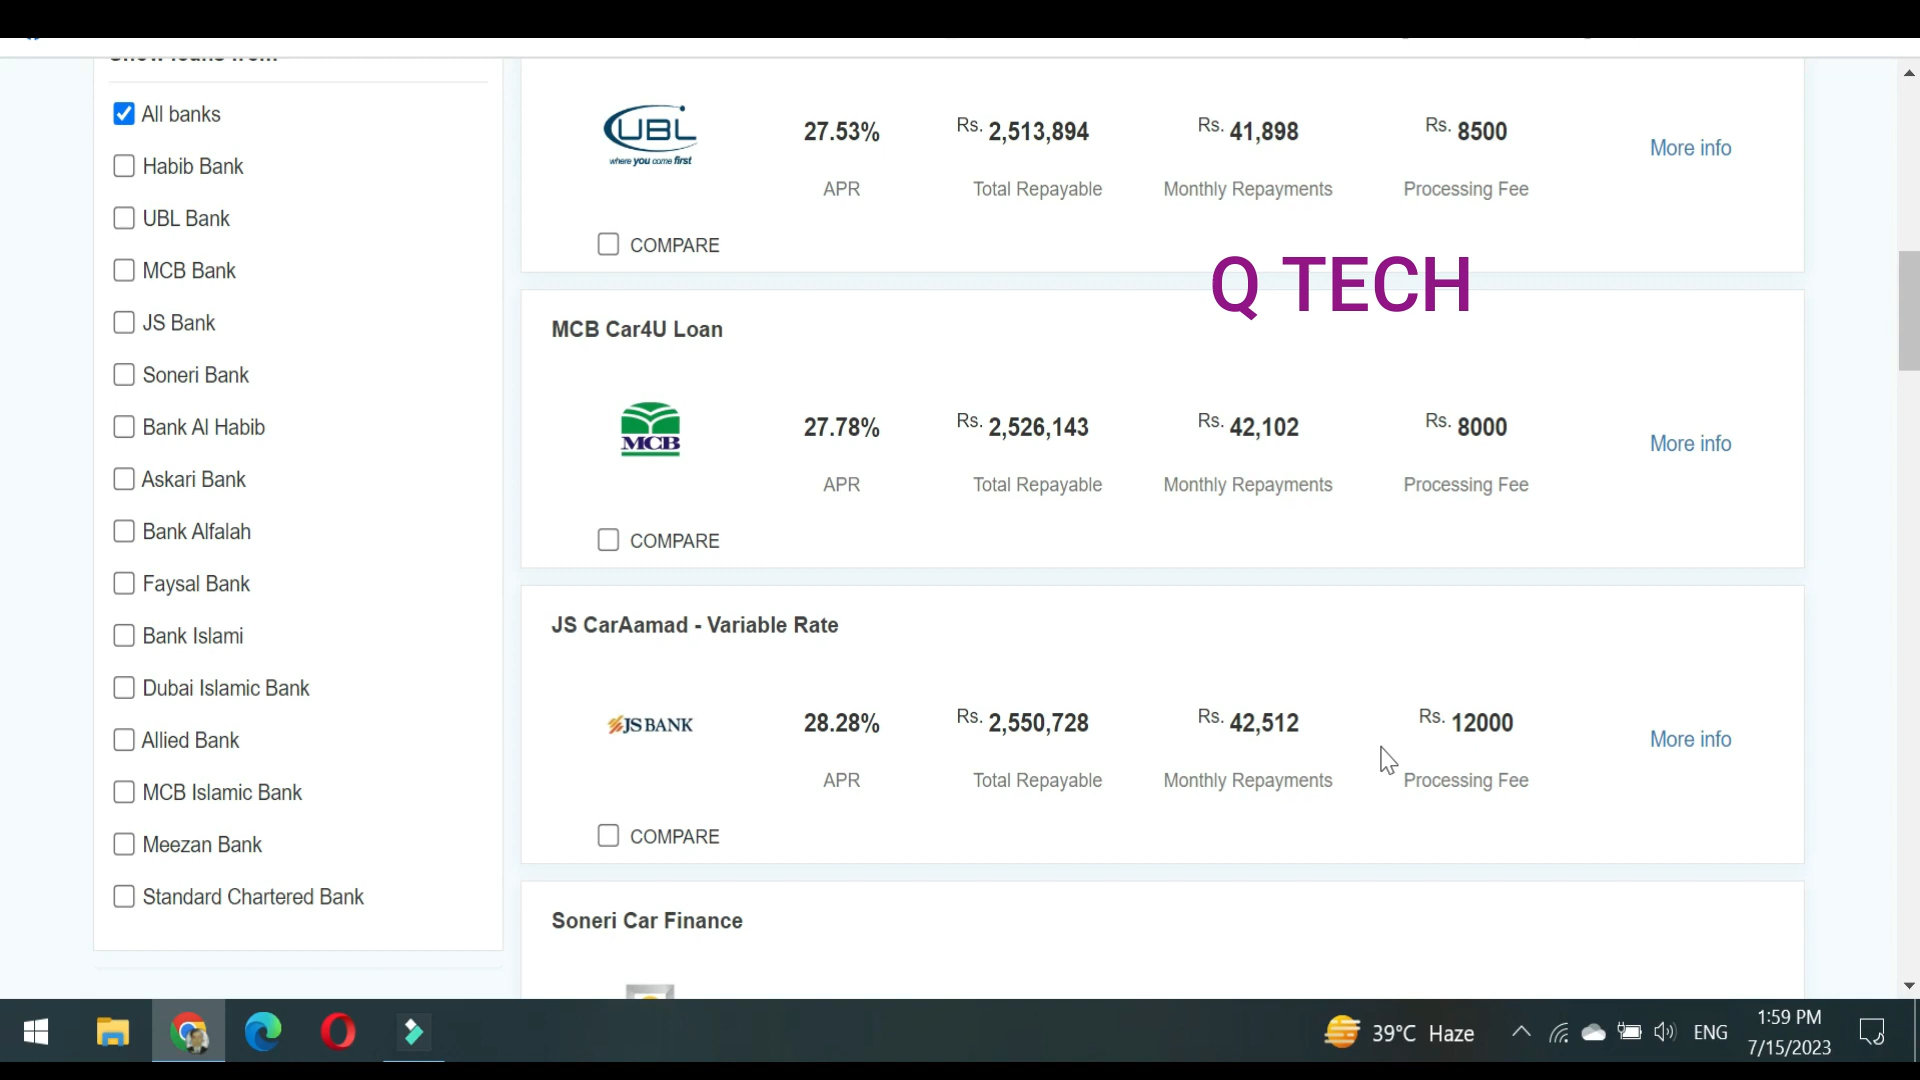 All banks
Habib Bank
UBL Bank
MCB Bank
JS Bank
Soneri Bank
Bank Al Habib
Askari Bank
Bank Alfalah
Faysal Bank
Bank Islami
Dubai Islamic Bank
Allied Bank
MCB Islamic Bank
Meezan Bank
Standard Chartered Bank
UBL
where you come first
27.53%
APR
Rs. 2,513,894
Total Repayable
Rs. 41,898
Monthly Repayments
Rs. 8500
Processing Fee
More info
COMPARE
Q TECH
MCB Car4U Loan
MCB
27.78%
APR
Rs. 2,526,143
Total Repayable
Rs. 42,102
Monthly Repayments
Rs. 8000
Processing Fee
More info
COMPARE
JS CarAamad - Variable Rate
JS BANK
28.28%
APR
Rs. 2,550,728
Total Repayable
Rs. 42,512
Monthly Repayments
Rs. 12000
Processing Fee
More info
COMPARE
Soneri Car Finance
39°C Haze
ENG
1:59 PM
7/15/2023